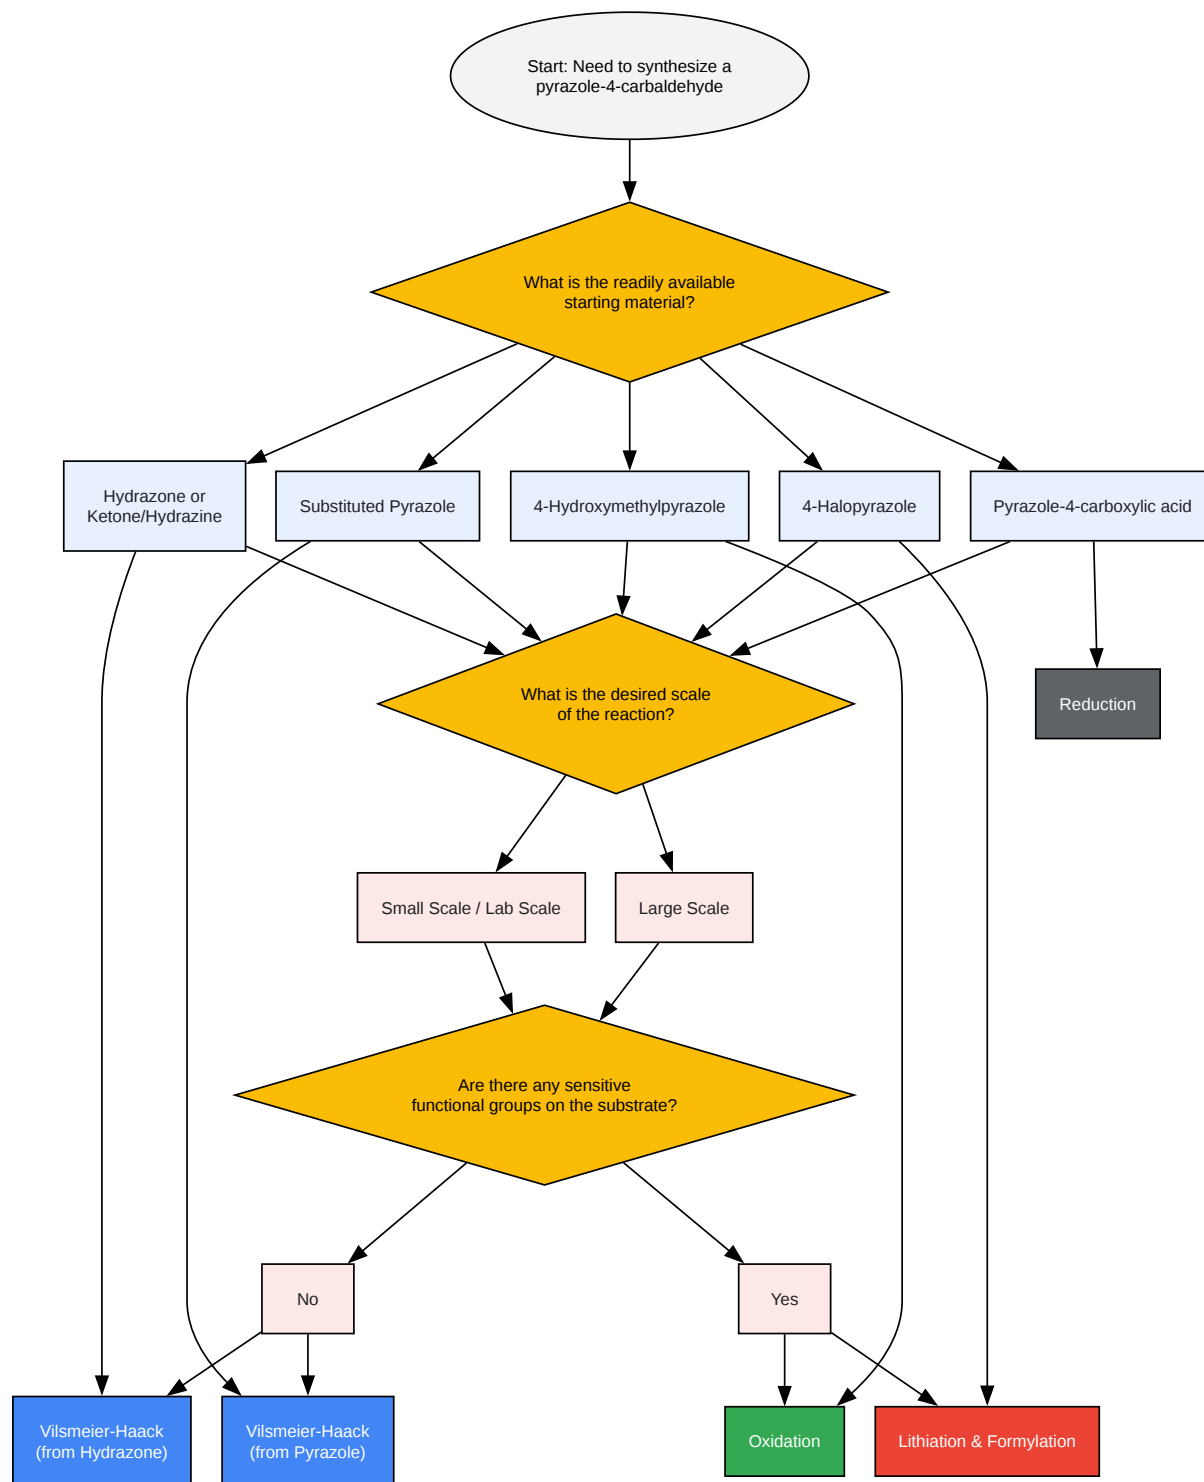 Start: Need to synthesize a
pyrazole-4-carbaldehyde
What is the readily available
starting material?
Hydrazone or
Ketone/Hydrazine
Substituted Pyrazole
4-Hydroxymethylpyrazole
4-Halopyrazole
Pyrazole-4-carboxylic acid
What is the desired scale
of the reaction?
Reduction
Small Scale / Lab Scale
Large Scale
Are there any sensitive
functional groups on the substrate?
No
Yes
Vilsmeier-Haack
(from Hydrazone)
Vilsmeier-Haack
(from Pyrazole)
Oxidation
Lithiation & Formylation